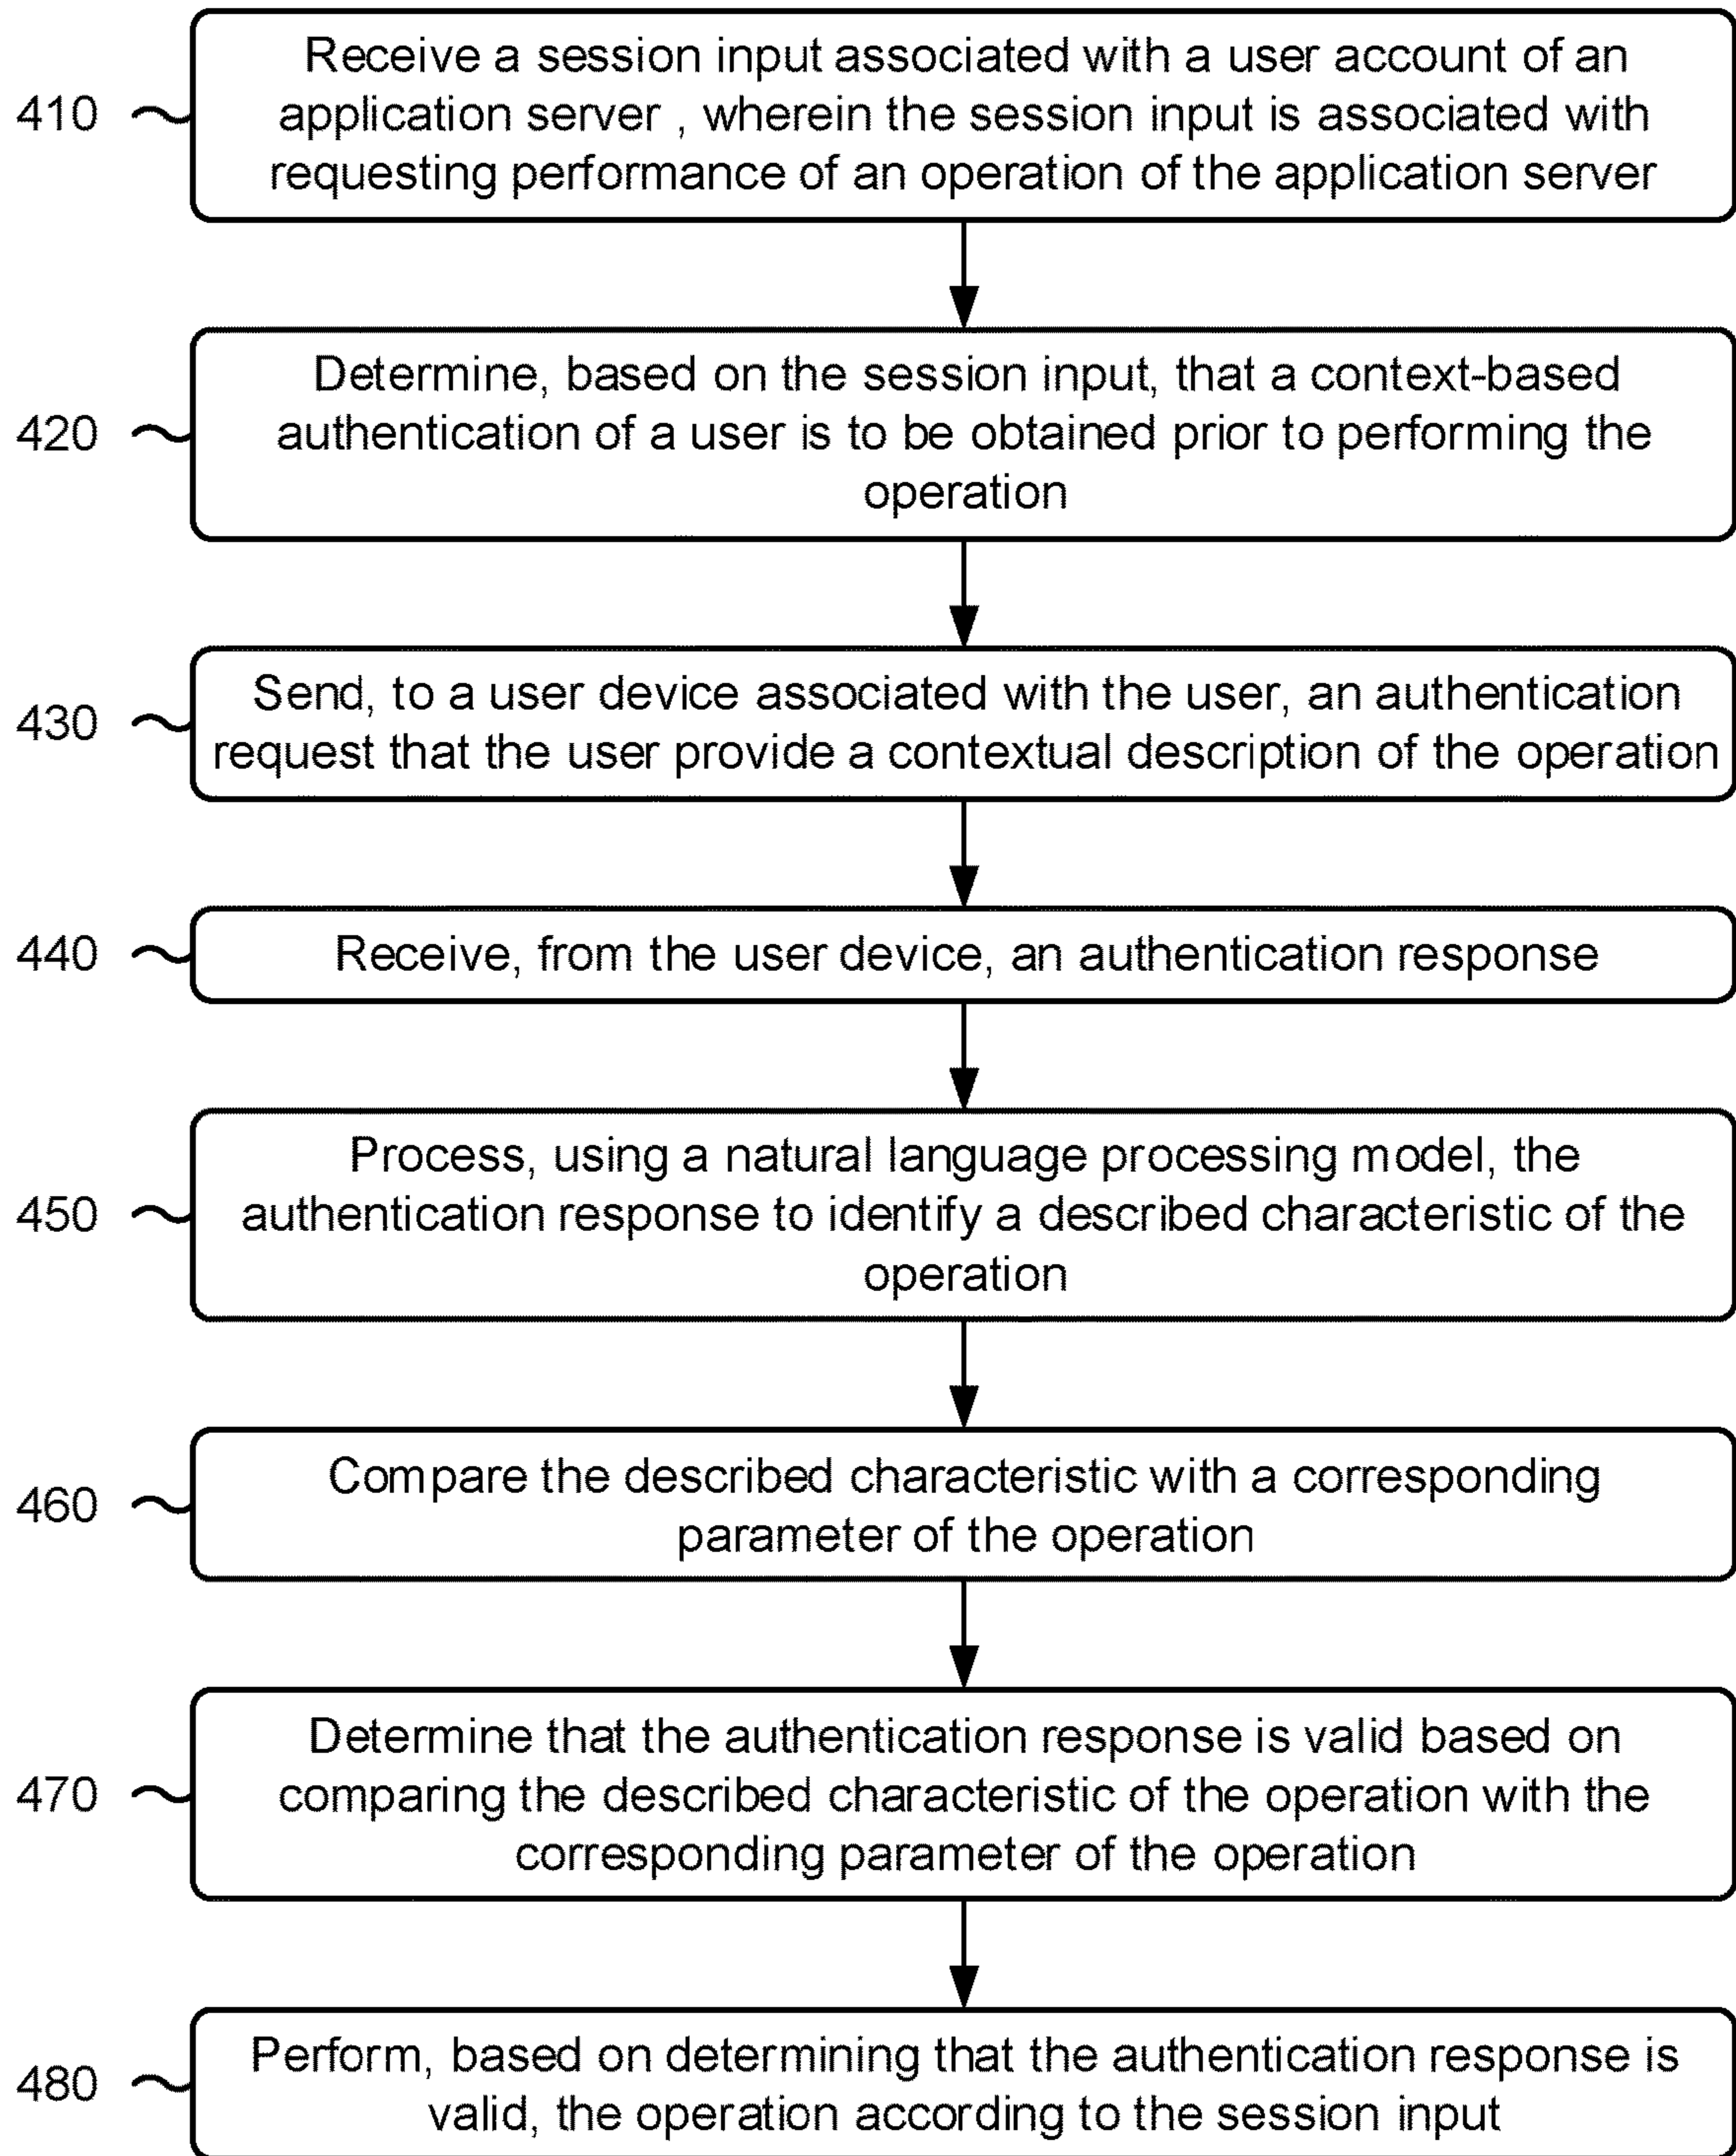 Receive a session input associated with a user account of an
410
application server , wherein the session input is associated with
requesting performance of an operation of the application server
Determine, based on the session input, that a context-based
420
authentication of a user is to be obtained prior to performing the
operation
Send, to a user device associated with the user, an authentication
430
request that the user provide a contextual description of the operation
440
Receive, from the user device, an authentication response
Process, using a natural language processing model, the
450
authentication response to identify a described characteristic of the
operation
Compare the described characteristic with a corresponding
460
parameter of the operation
Determine that the authentication response is valid based on
470
comparing the described characteristic of the operation with the
corresponding parameter of the operation
Perform, based on determining that the authentication response is
480
valid, the operation according to the session input